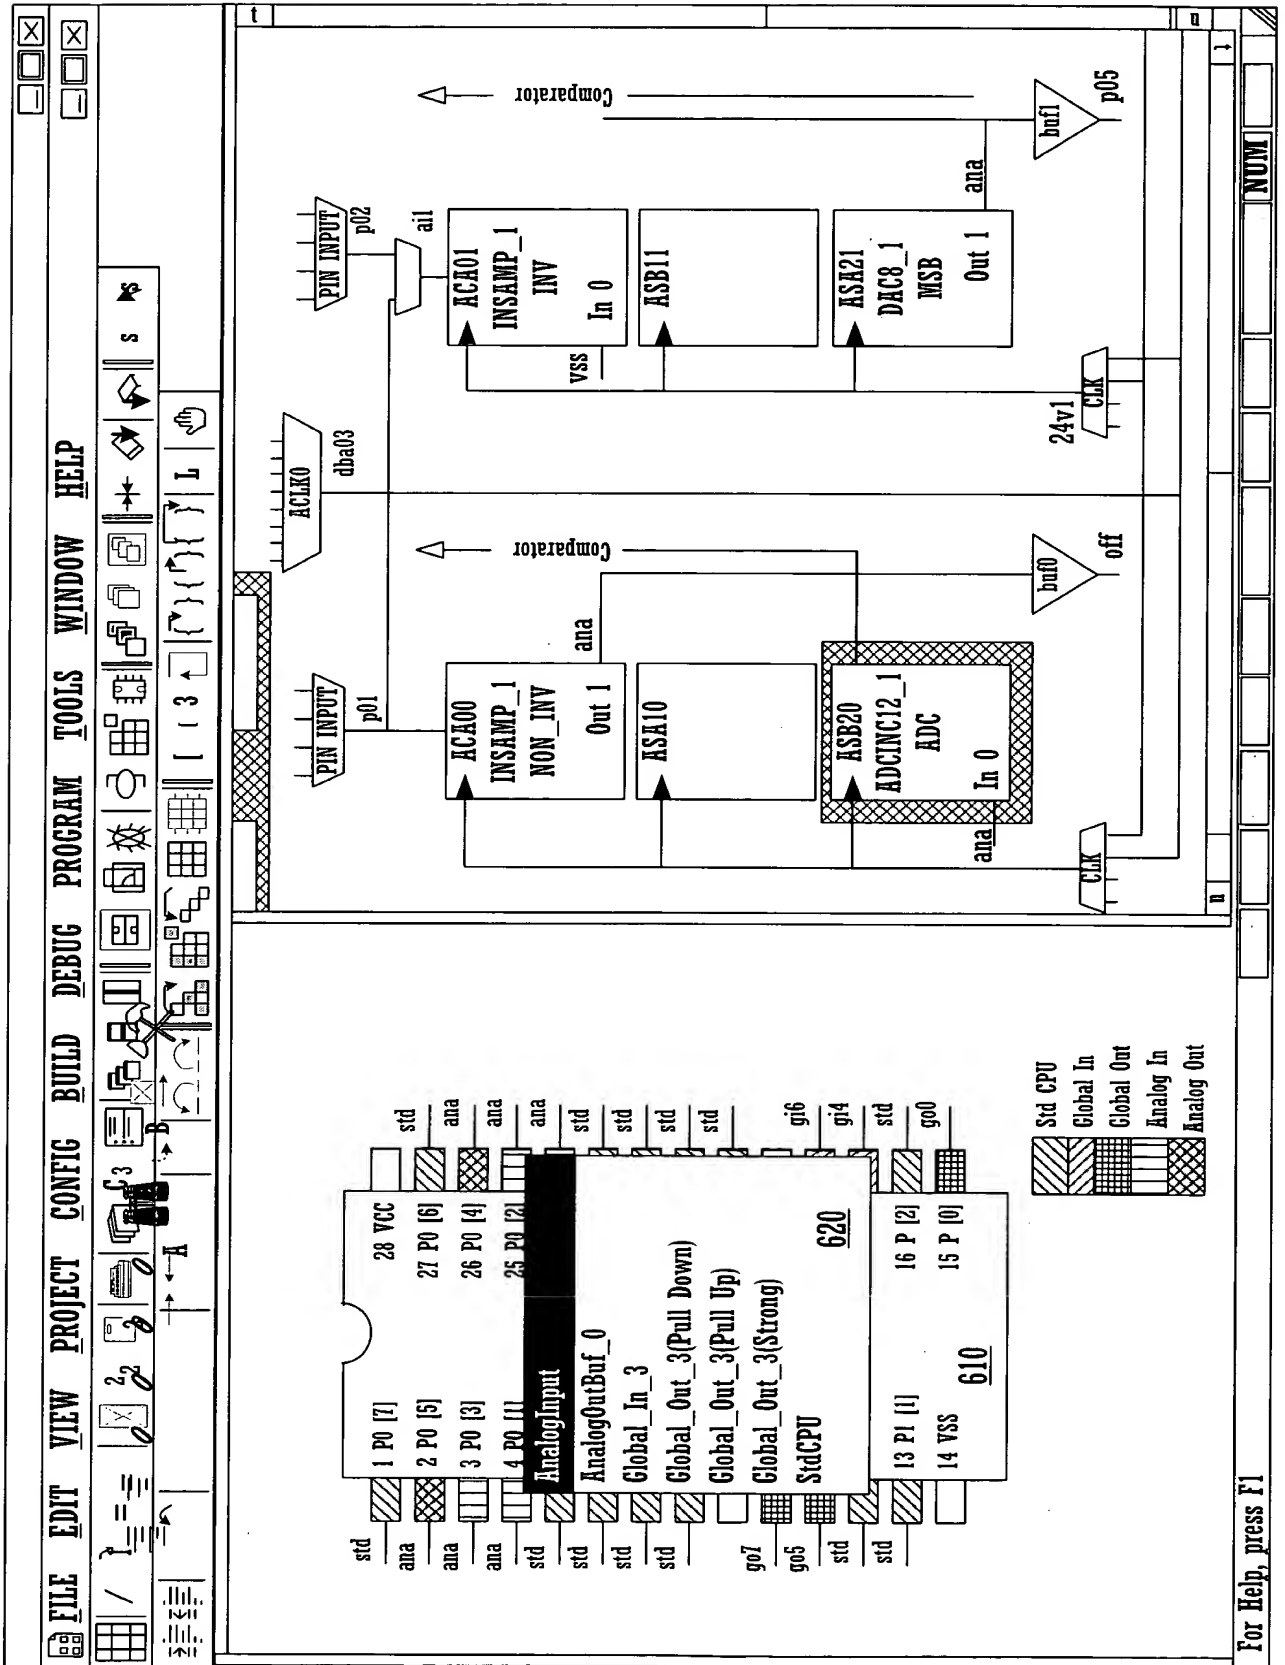 FILE EDIT VIEW PROJECT CONFIG BUILD DEBUG PROGRAM TOOLS WINDOW HELP
2 2
C 3
A
B
S
S
[ ( 3
L
1 P0 [7]
2 P0 [5]
3 P0 [3]
4 P0 [1]
28 VCC
27 P0 [6]
26 P0 [4]
25 P0 [2]
std
ana
ana
ana
std
std
std
std
go7
go5
std
std
std
ana
ana
ana
std
std
std
std
gi6
gi4
std
go0
AnalogInput
AnalogOutBuf_0
Global_In_3
Global_Out_3(Pull Down)
Global_Out_3(Pull Up)
Global_Out_3(Strong)
StdCPU
620
13 P1 [1]
14 VSS
16 P [2]
15 P [0]
610
Std CPU
Global In
Global Out
Analog In
Analog Out
PIN INPUT
p01
ACLK0
dba03
PIN INPUT
p02
ai1
ACA00
INSAMP_1
NON_INV
Out 1
ana
ASA10
ASB20
ADCINC12_1
ADC
In 0
ana
Comparator
buf0
off
CLK
ACA01
INSAMP_1
INV
In 0
VSS
ASB11
ASA21
DAC8_1
MSB
Out 1
ana
Comparator
buf1
p05
24v1
CLK
t
n
n
t
For Help, press F1
NUM